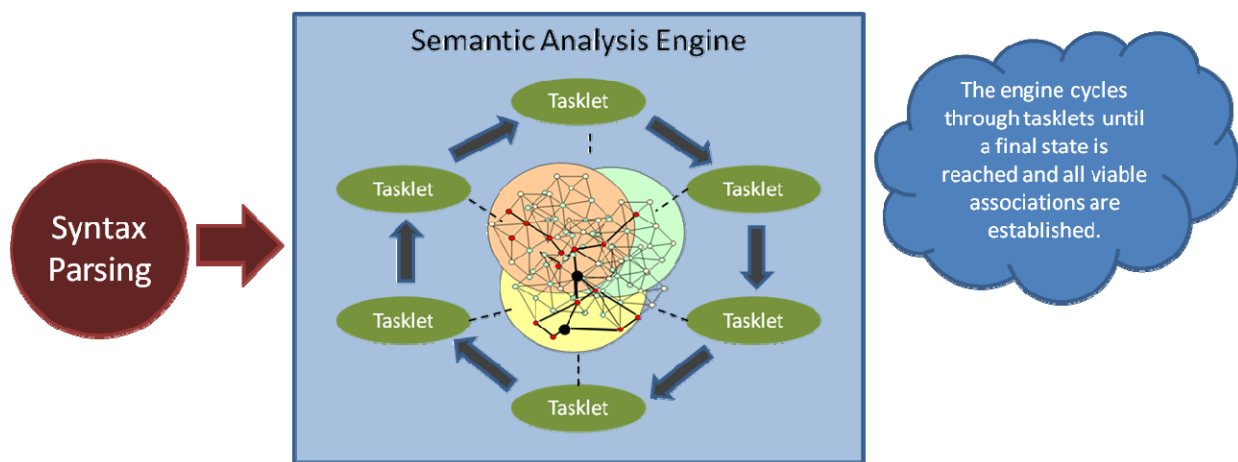 Semantic Analysis Engine
Syntax
Parsing
Tasklet
Tasklet
Tasklet
Tasklet
Tasklet
Tasklet
The engine cycles
through tasklets until
a final state is
reached and all viable
associations are
established.